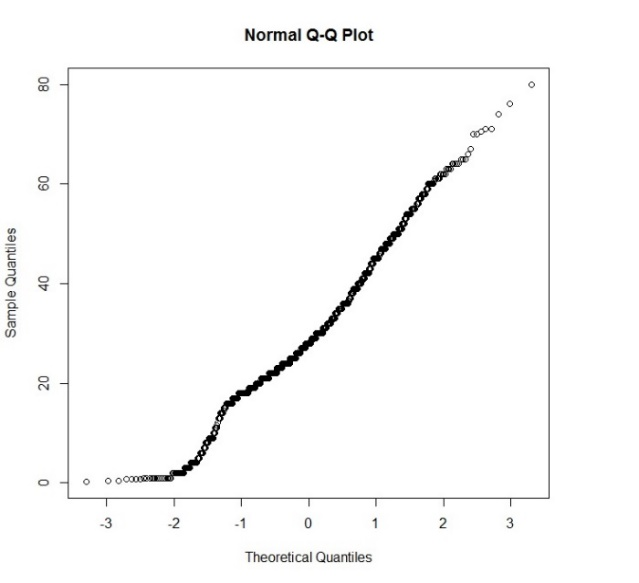 Normal Q-Q Plot
80
60
40
20
0
Sample Quantiles
-3 -2 -1 0 1 2 3
Theoretical Quantiles